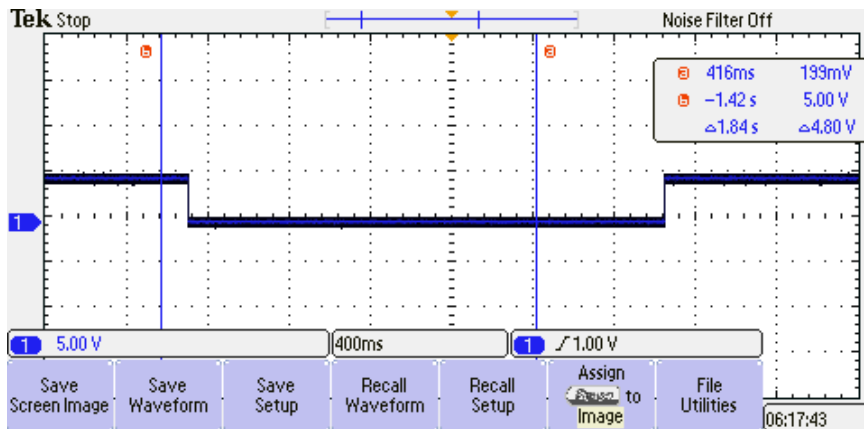 Tek Stop
Noise Filter Off
b
a
a 416ms 199mV
b −1.42 s 5.00 V
△1.84 s △4.80 V
1
1 5.00 V
400ms
1 1.00 V
Save Screen Image
Save Waveform
Save Setup
Recall Waveform
Recall Setup
Assign
to
Image
File Utilities
06:17:43